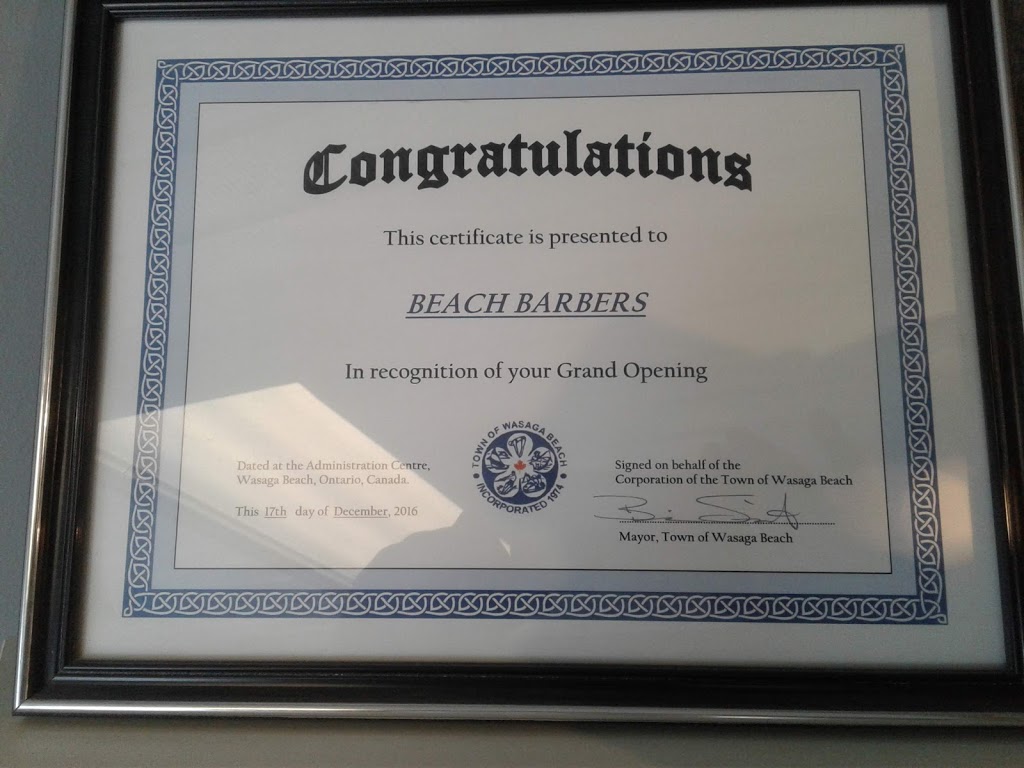 Congratulations
This certificate is presented to
BEACH BARBERS
In recognition of your Grand Opening
Dated at the Administration Centre,
Wasaga Beach, Ontario, Canada.
This 17th day of December, 2016
TOWN OF WASAGA BEACH
INCORPORATED 1974
Signed on behalf of the
Corporation of the Town of Wasaga Beach
Mayor, Town of Wasaga Beach